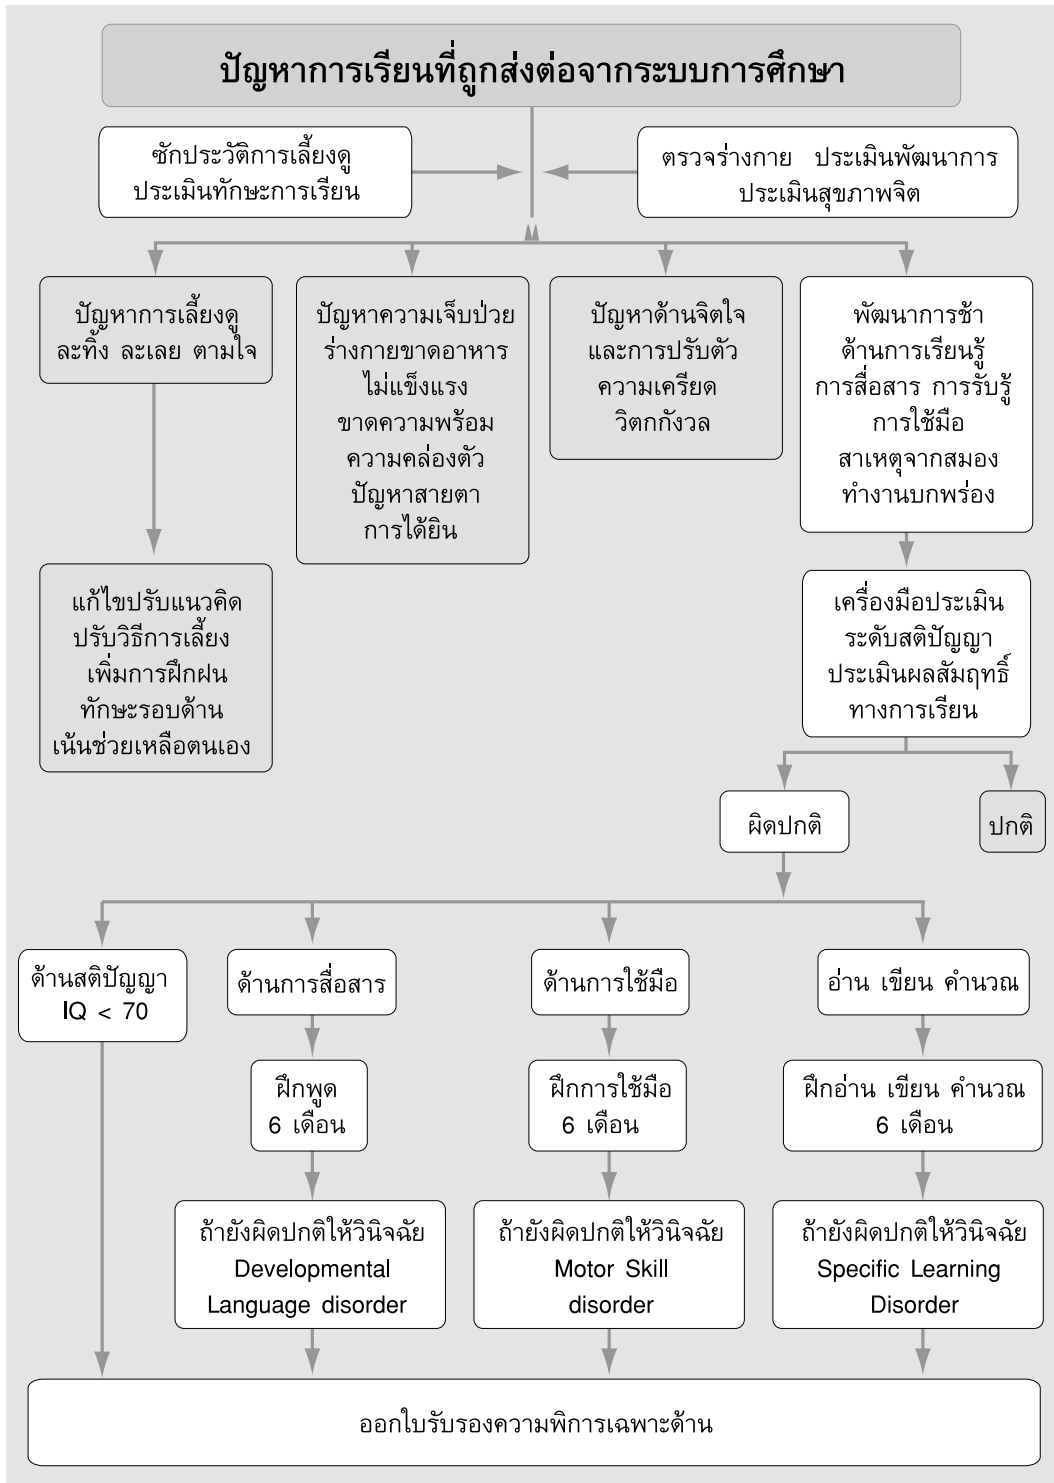 ปัญหาการเรียนที่ถูกส่งต่อจากระบบการศึกษา
ซักประวัติการเลี้ยงดู
ประเมินทักษะการเรียน
ตรวจร่างกาย ประเมินพัฒนาการ
ประเมินสุขภาพจิต
ปัญหาการเลี้ยงดู
ละทิ้ง ละเลย ตามใจ
ปัญหาความเจ็บป่วย
ร่างกายขาดอาหาร
ไม่แข็งแรง
ขาดความพร้อม
ความคล่องตัว
ปัญหาสายตา
การได้ยิน
ปัญหาด้านจิตใจ
และการปรับตัว
ความเครียด
วิตกกังวล
พัฒนาการช้า
ด้านการเรียนรู้
การสื่อสาร การรับรู้
การใช้มือ
สาเหตุจากสมอง
ทำงานบกพร่อง
แก้ไขปรับแนวคิด
ปรับวิธีการเลี้ยง
เพิ่มการฝึกฝน
ทักษะรอบด้าน
เน้นช่วยเหลือตนเอง
เครื่องมือประเมิน
ระดับสติปัญญา
ประเมินผลสัมฤทธิ์
ทางการเรียน
ผิดปกติ
ปกติ
ด้านสติปัญญา
IQ < 70
ด้านการสื่อสาร
ด้านการใช้มือ
อ่าน เขียน คำนวณ
ฝึกพูด
6 เดือน
ฝึกการใช้มือ
6 เดือน
ฝึกอ่าน เขียน คำนวณ
6 เดือน
ถ้ายังผิดปกติให้วินิจฉัย
Developmental
Language disorder
ถ้ายังผิดปกติให้วินิจฉัย
Motor Skill
disorder
ถ้ายังผิดปกติให้วินิจฉัย
Specific Learning
Disorder
ออกใบรับรองความพิการเฉพาะด้าน